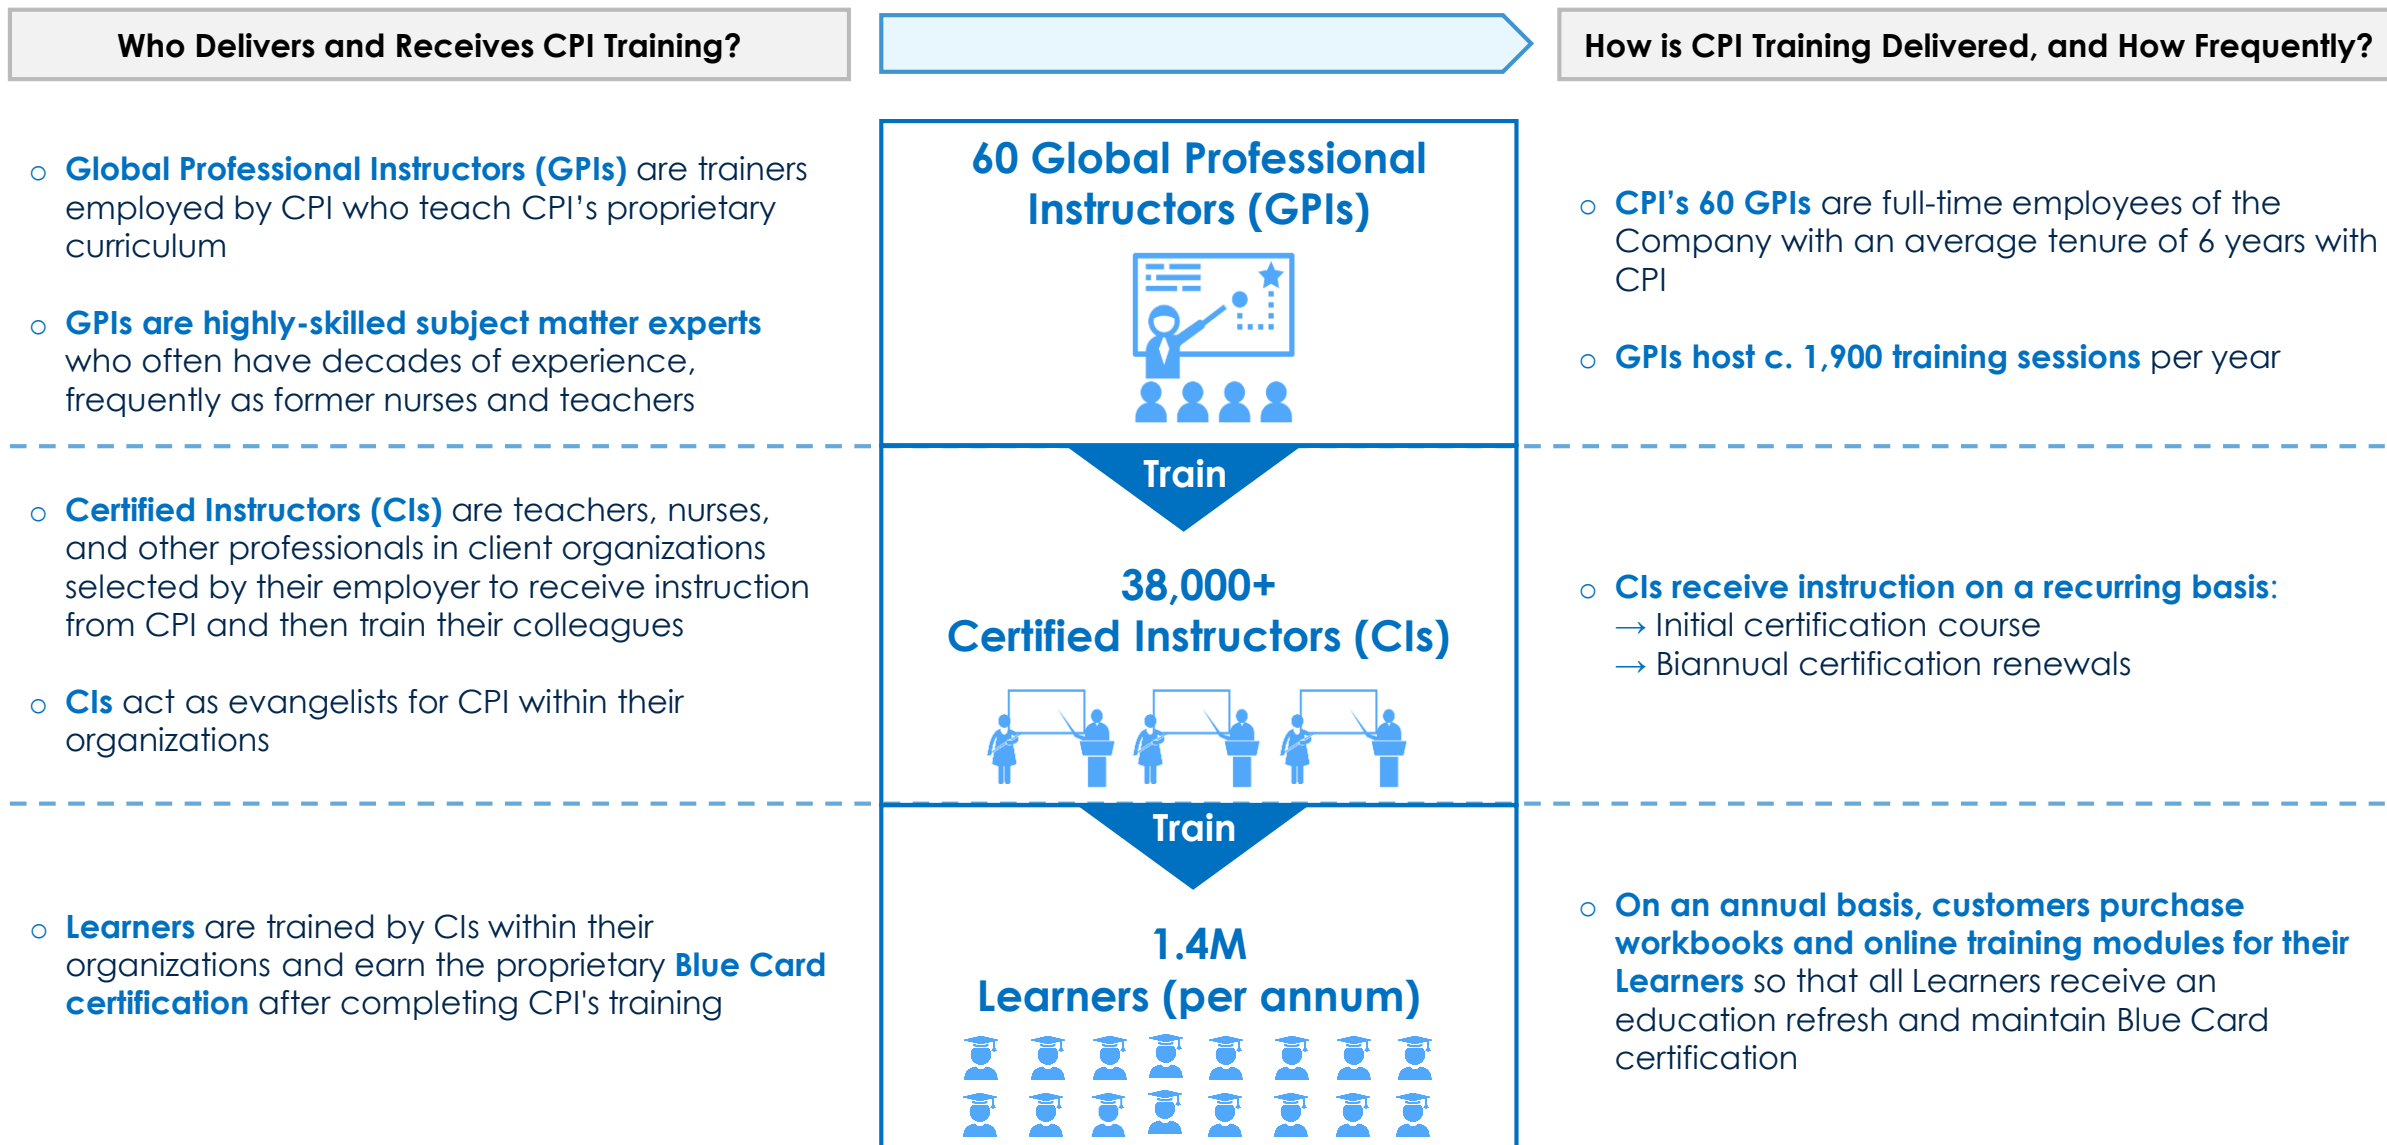 Who Delivers and Receives CPI Training?
How is CPI Training Delivered, and How Frequently?
○ Global Professional Instructors (GPIs) are trainers
employed by CPI who teach CPI’s proprietary
curriculum
○ GPIs are highly-skilled subject matter experts
who often have decades of experience,
frequently as former nurses and teachers
60 Global Professional
Instructors (GPIs)
○ CPI’s 60 GPIs are full-time employees of the
Company with an average tenure of 6 years with
CPI
○ GPIs host c. 1,900 training sessions per year
Train
○ Certified Instructors (CIs) are teachers, nurses,
and other professionals in client organizations
selected by their employer to receive instruction
from CPI and then train their colleagues
○ CIs act as evangelists for CPI within their
organizations
38,000+
Certified Instructors (CIs)
○ CIs receive instruction on a recurring basis:
→ Initial certification course
→ Biannual certification renewals
Train
○ Learners are trained by CIs within their
organizations and earn the proprietary Blue Card
certification after completing CPI's training
1.4M
Learners (per annum)
○ On an annual basis, customers purchase
workbooks and online training modules for their
Learners so that all Learners receive an
education refresh and maintain Blue Card
certification